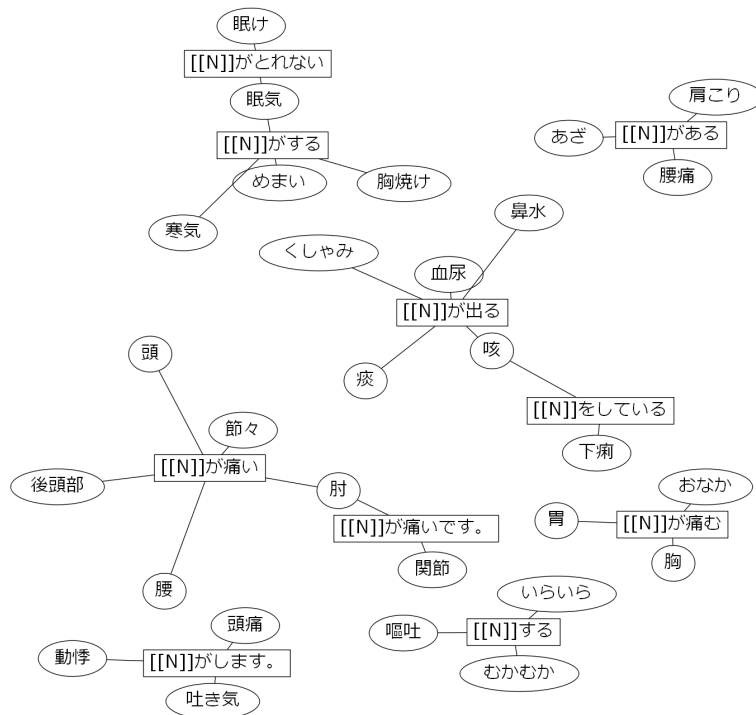 眠け
[[N]]がとれない
眠気
[[N]]がする
めまい
胸焼け
寒気
肩こり
あざ
[[N]]がある
腰痛
鼻水
くしゃみ
血尿
[[N]]が出る
痰
咳
[[N]]をしている
下痢
頭
節々
[[N]]が痛い
後頭部
肘
[[N]]が痛いです。
関節
腰
おなか
胃
[[N]]が痛む
胸
いらいら
嘔吐
[[N]]する
むかむか
頭痛
動悸
[[N]]がします。
吐き気